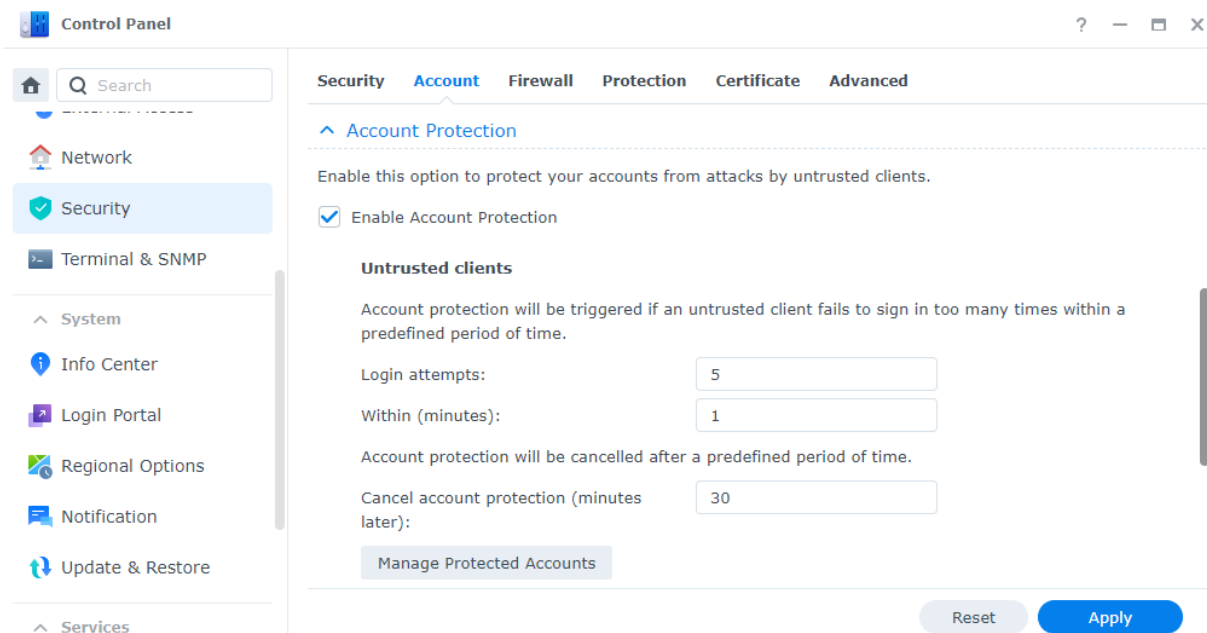 Control Panel
?
Search
External Access
Network
Security
Terminal & SNMP
System
Info Center
Login Portal
Regional Options
Notification
Update & Restore
Services
Security Account Firewall Protection Certificate Advanced
Account Protection
Enable this option to protect your accounts from attacks by untrusted clients.
Enable Account Protection
Untrusted clients
Account protection will be triggered if an untrusted client fails to sign in too many times within a
predefined period of time.
Login attempts: 5
Within (minutes): 1
Account protection will be cancelled after a predefined period of time.
Cancel account protection (minutes 30
later):
Manage Protected Accounts
Reset Apply